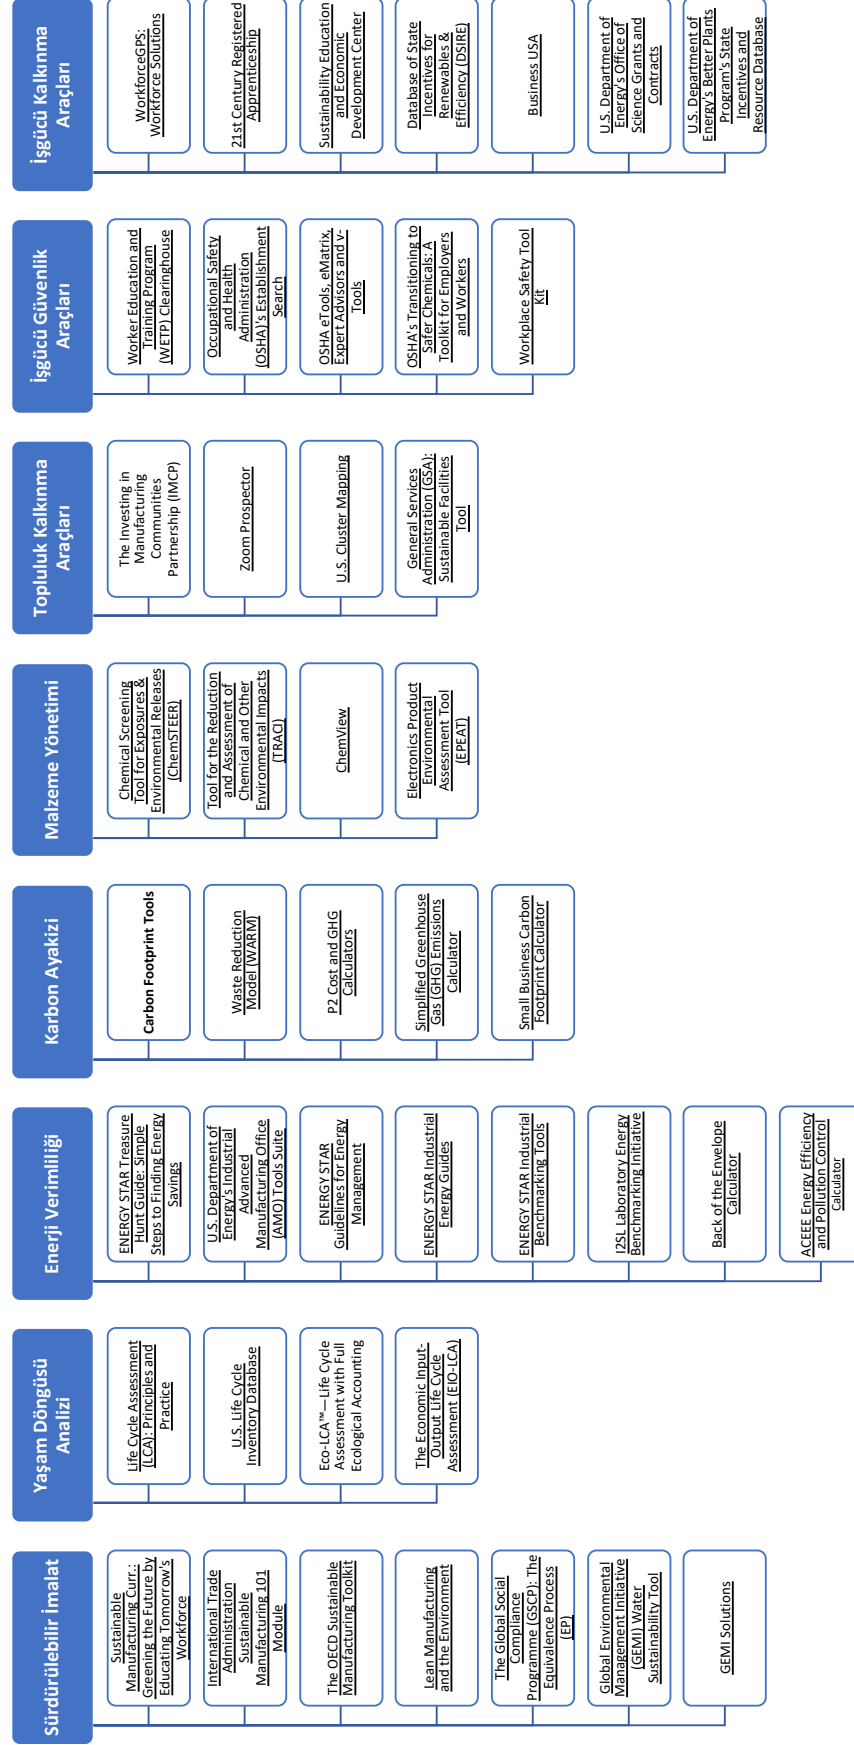 Sürdürülebilir İmalat
Sustainable
Manufacturing Curr.:
Greening the Future by
Educating Tomorrow's
Workforce
International Trade
Administration
Sustainable
Manufacturing 101
Module
The OECD Sustainable
Manufacturing Toolkit
Lean Manufacturing
and the Environment
The Global Social
Compliance
Programme (GSCP): The
Equivalence Process
(EP)
Global Environmental
Management Initiative
(GEMI) Water
Sustainability Tool
GEMI Solutions
Yaşam Döngüsü
Analizi
Life Cycle Assessment
(LCA): Principles and
Practice
U.S. Life Cycle
Inventory Database
Eco-LCA™—Life Cycle
Assessment with Full
Ecological Accounting
The Economic Input-
Output Life Cycle
Assessment (EIO-LCA)
Enerji Verimliliği
ENERGY STAR Treasure
Hunt Guide: Simple
Steps to Finding Energy
Savings
U.S. Department of
Energy's Industrial
Advanced
Manufacturing Office
(AMO) Tools Suite
ENERGY STAR
Guidelines for Energy
Management
ENERGY STAR Industrial
Energy Guides
ENERGY STAR Industrial
Benchmarking Tools
I2SL Laboratory Energy
Benchmarking Initiative
Back of the Envelope
Calculator
ACEEE Energy Efficiency
and Pollution Control
Calculator
Karbon Ayakizi
Carbon Footprint Tools
Waste Reduction
Model (WARM)
P2 Cost and GHG
Calculators
Simplified Greenhouse
Gas (GHG) Emissions
Calculator
Small Business Carbon
Footprint Calculator
Malzeme Yönetimi
Chemical Screening
Tool for Exposures &
Environmental Releases
(ChemSTEER)
Tool for the Reduction
and Assessment of
Chemical and Other
Environmental Impacts
(TRACI)
ChemView
Electronics Product
Environmental
Assessment Tool
(EPEAT)
Topluluk Kalkınma
Araçları
The Investing in
Manufacturing
Communities
Partnership (IMCP)
Zoom Prospector
U.S. Cluster Mapping
General Services
Administration (GSA):
Sustainable Facilities
Tool
İşgücü Güvenlik
Araçları
Worker Education and
Training Program
(WETP) Clearinghouse
Occupational Safety
and Health
Administration
(OSHA)'s Establishment
Search
OSHA eTools, eMatrix,
Expert Advisors and v-
Tools
OSHA's Transitioning to
Safer Chemicals: A
Toolkit for Employers
and Workers
Workplace Safety Tool
Kit
İşgücü Kalkınma
Araçları
WorkforceGPS:
Workforce Solutions
21st Century Registered
Apprenticeship
Sustainability Education
and Economic
Development Center
Database of State
Incentives for
Renewables &
Efficiency (DSIRE)
Business USA
U.S. Department of
Energy's Office of
Science Grants and
Contracts
U.S. Department of
Energy's Better Plants
Program's State
Incentives and
Resource Database